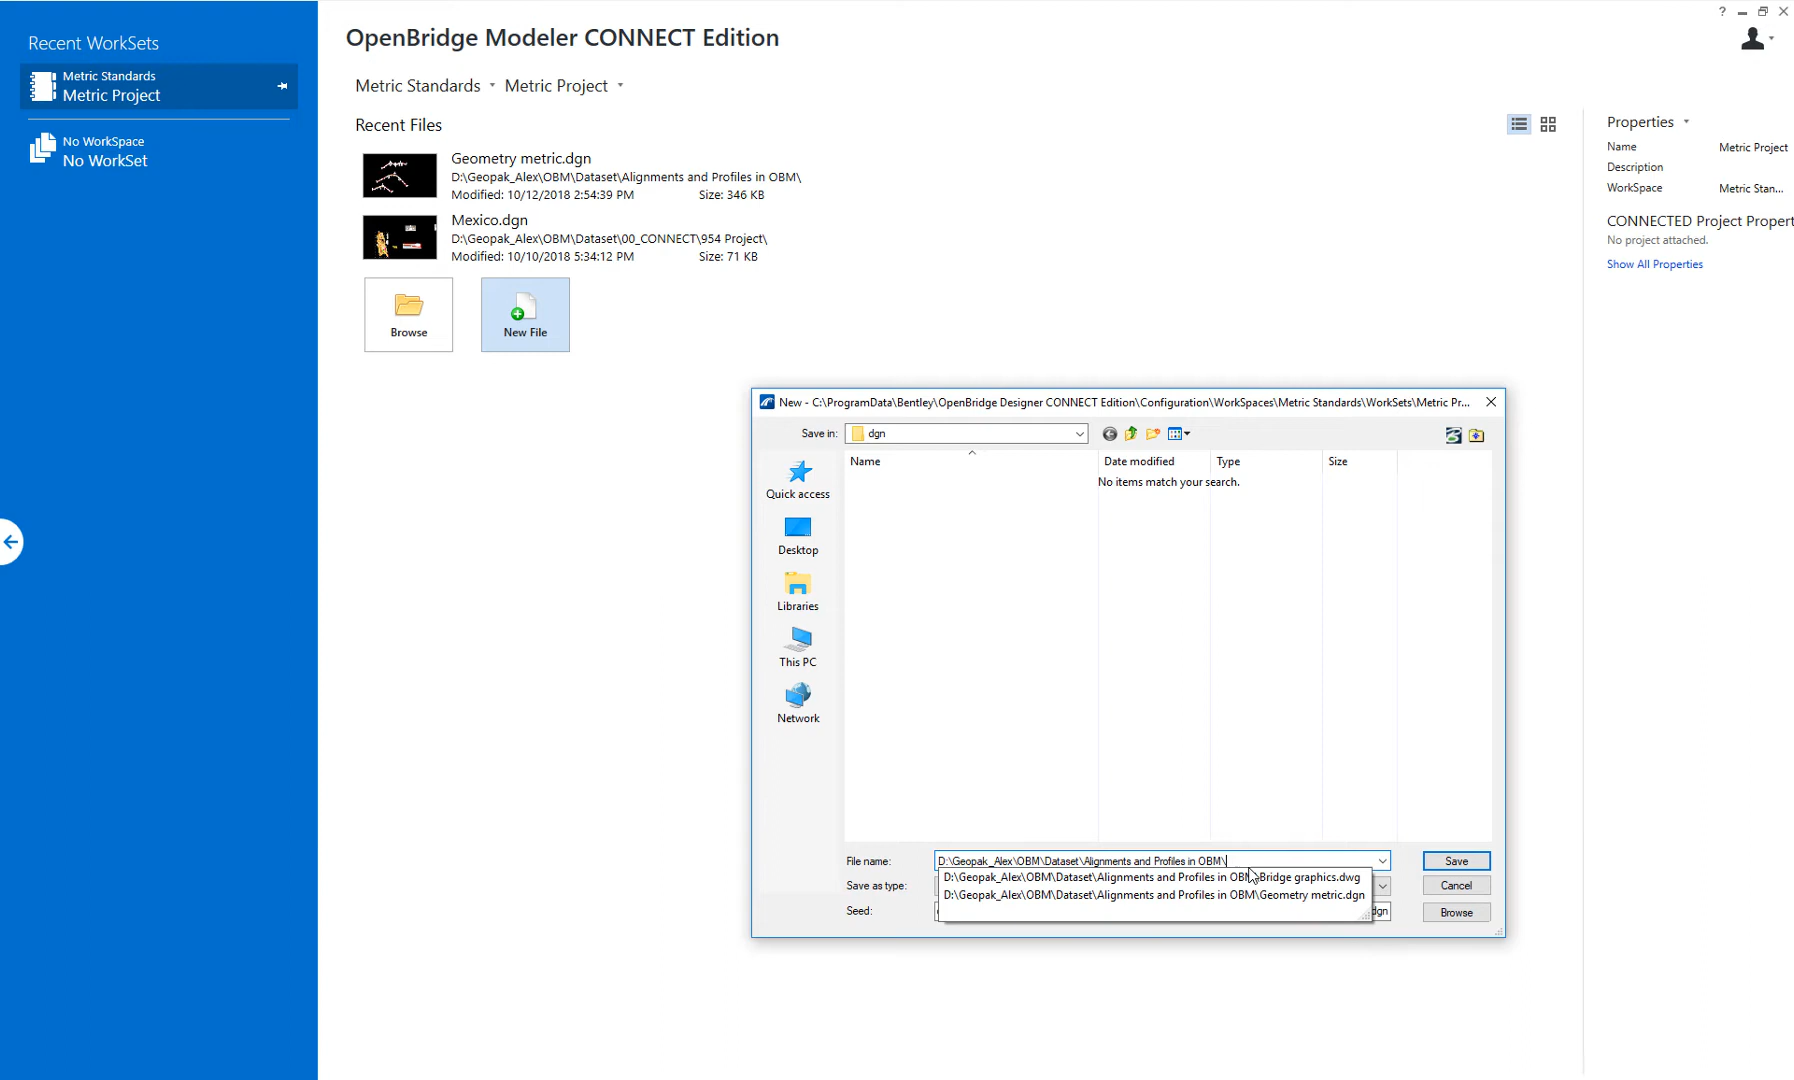 ?
Recent WorkSets
Metric Standards
Metric Project
No WorkSpace
No WorkSet
OpenBridge Modeler CONNECT Edition
Metric Standards Metric Project
Recent Files
Geometry metric.dgn
D:\Geopak_Alex\OBM\Dataset\Alignments and Profiles in OBM\
Modified: 10/12/2018 2:54:39 PM Size: 346 KB
Mexico.dgn
D:\Geopak_Alex\OBM\Dataset\00_CONNECT\954 Project\
Modified: 10/10/2018 5:34:12 PM Size: 71 KB
Browse
New File
Properties
Name Metric Project
Description
WorkSpace Metric Stan...
CONNECTED Project Propert
No project attached.
Show All Properties
New - C:\ProgramData\Bentley\OpenBridge Designer CONNECT Edition\Configuration\WorkSpaces\Metric Standards\WorkSets\Metric Pr...
Save in: dgn
Name Date modified Type Size
No items match your search.
Quick access
Desktop
Libraries
This PC
Network
File name: D:\Geopak_Alex\OBM\Dataset\Alignments and Profiles in OBM\ Save
D:\Geopak_Alex\OBM\Dataset\Alignments and Profiles in OBM\Bridge graphics.dwg
Save as type: Cancel
D:\Geopak_Alex\OBM\Dataset\Alignments and Profiles in OBM\Geometry metric.dgn
Seed: dgn Browse